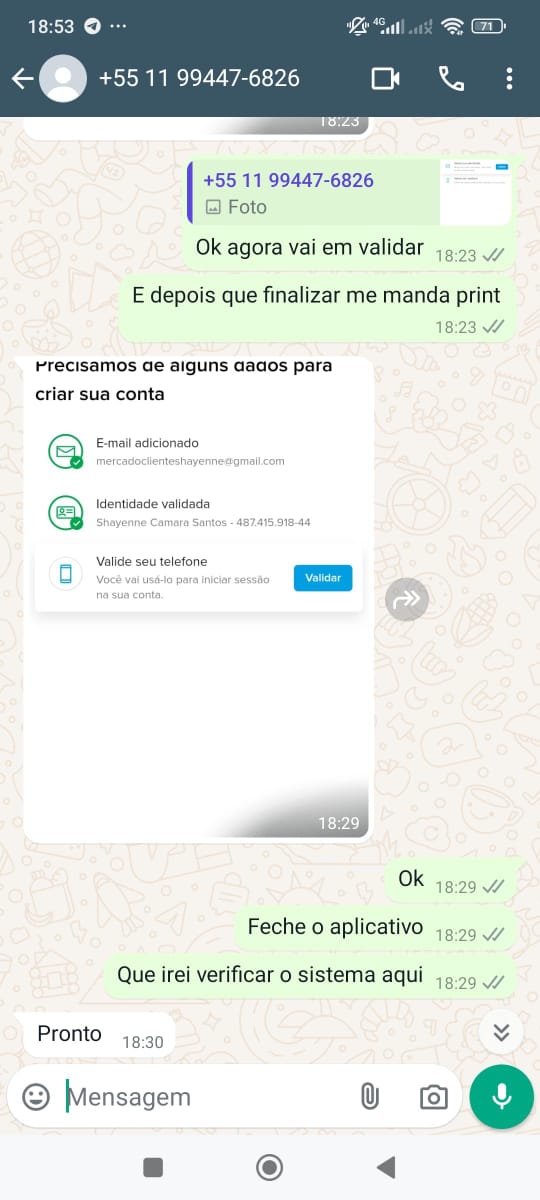 18:53
4G
71
+55 11 99447-6826
18:23
+55 11 99447-6826
Foto
Ok agora vai em validar 18:23
E depois que finalizar me manda print
18:23
Precisamos de alguns dados para
criar sua conta
E-mail adicionado
mercadoclienteshayenne@gmail.com
Identidade validada
Shayenne Camara Santos - 487.415.918-44
Valide seu telefone
Você vai usá-lo para iniciar sessão
na sua conta.
Validar
18:29
Ok 18:29
Feche o aplicativo 18:29
Que irei verificar o sistema aqui 18:29
Pronto 18:30
Mensagem